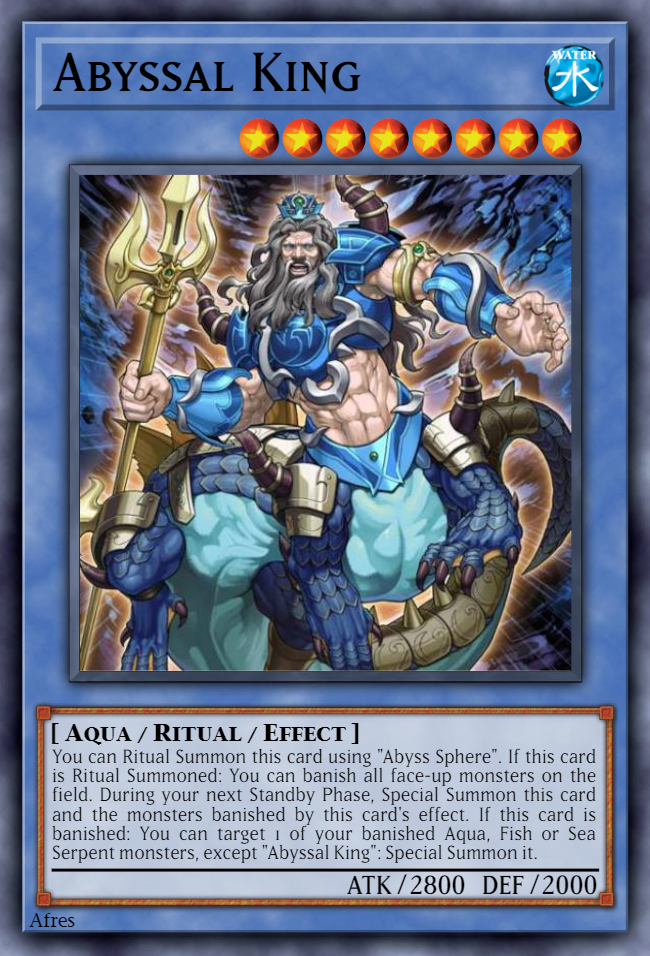 Abyssal King
WATER
水
[ Aqua / Ritual / Effect ]
You can Ritual Summon this card using "Abyss Sphere". If this card
is Ritual Summoned: You can banish all face-up monsters on the
field. During your next Standby Phase, Special Summon this card
and the monsters banished by this card's effect. If this card is
banished: You can target 1 of your banished Aqua, Fish or Sea
Serpent monsters, except "Abyssal King": Special Summon it.
ATK / 2800 DEF / 2000
Afres